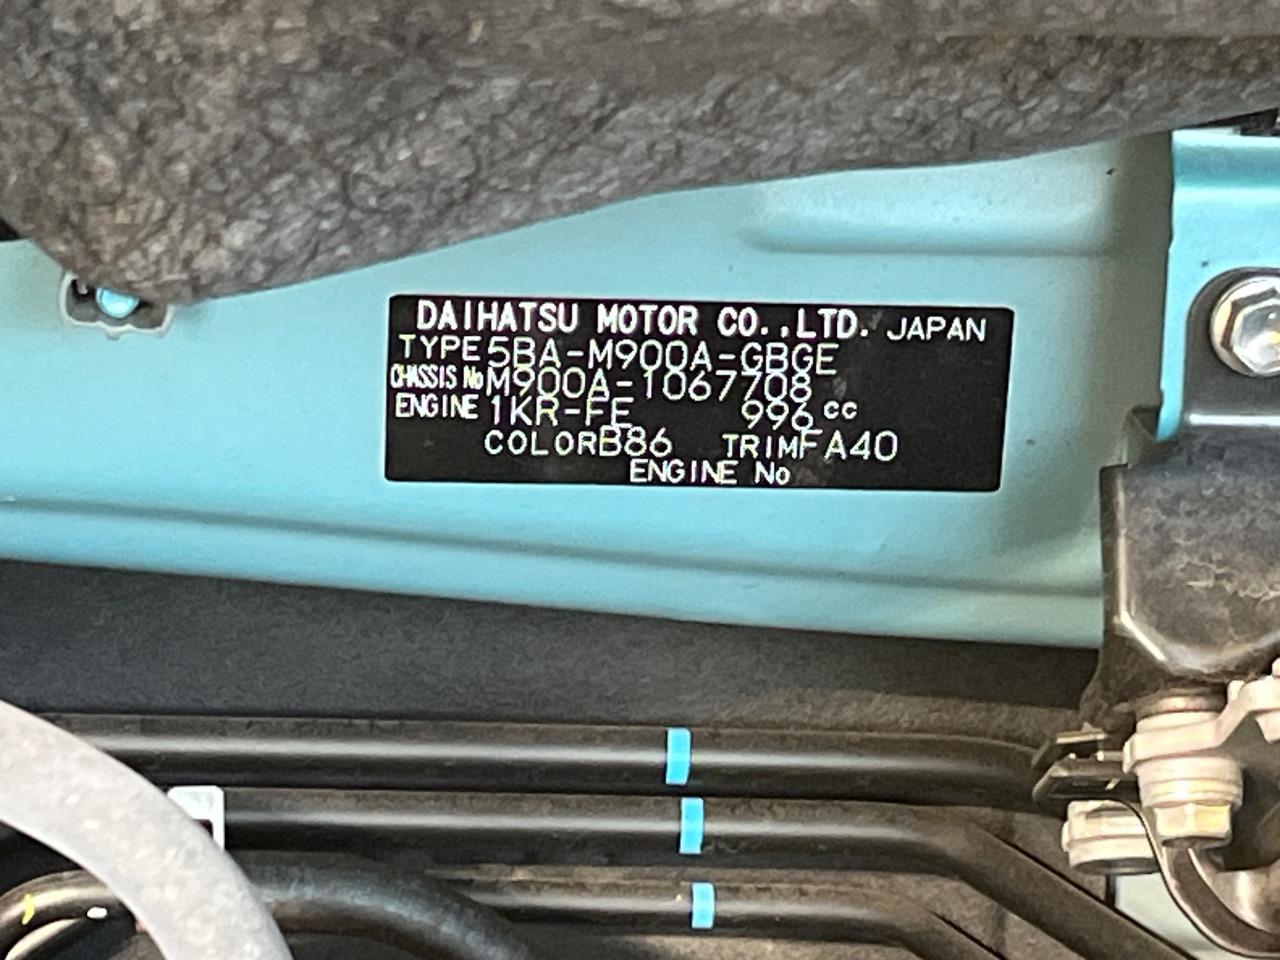 DAIHATSU MOTOR CO.,LTD. JAPAN
TYPE 5BA-M900A-GBGE
CHASSIS No M900A-1067708
ENGINE 1KR-FE 996 cc
COLOR B86 TRIM FA40
ENGINE No